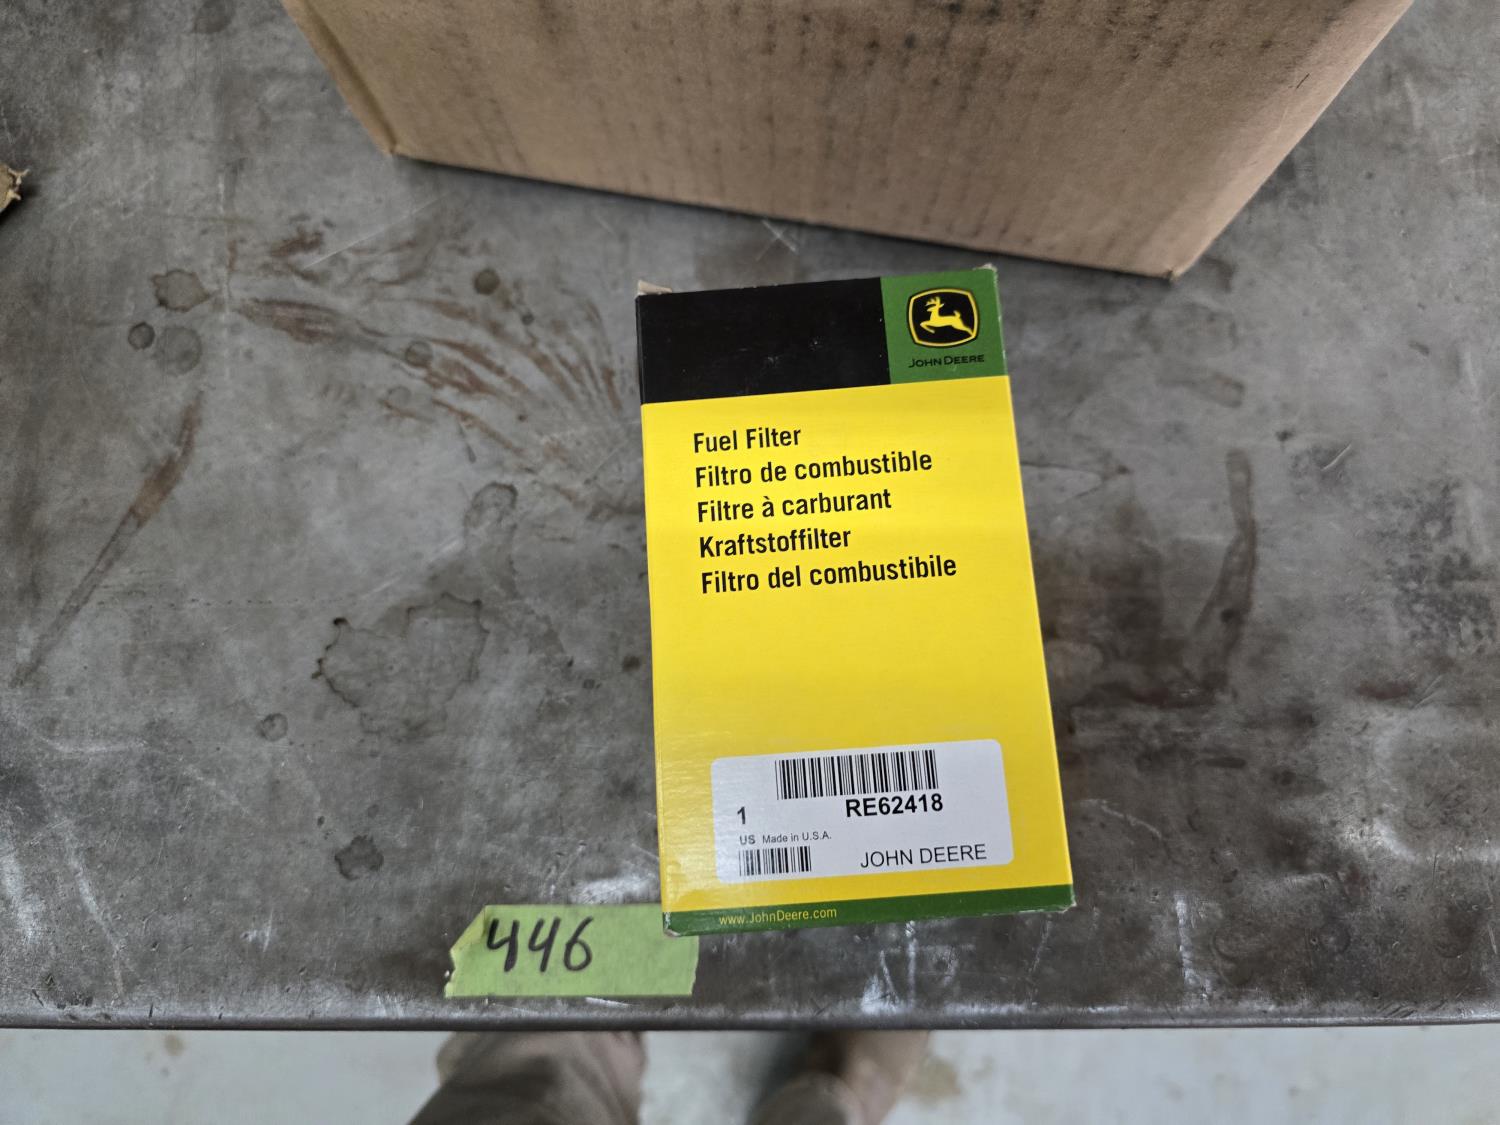 JOHN DEERE
Fuel Filter
Filtro de combustible
Filtre à carburant
Kraftstoffilter
Filtro del combustibile
1
RE62418
US Made in U.S.A.
JOHN DEERE
www.JohnDeere.com
446